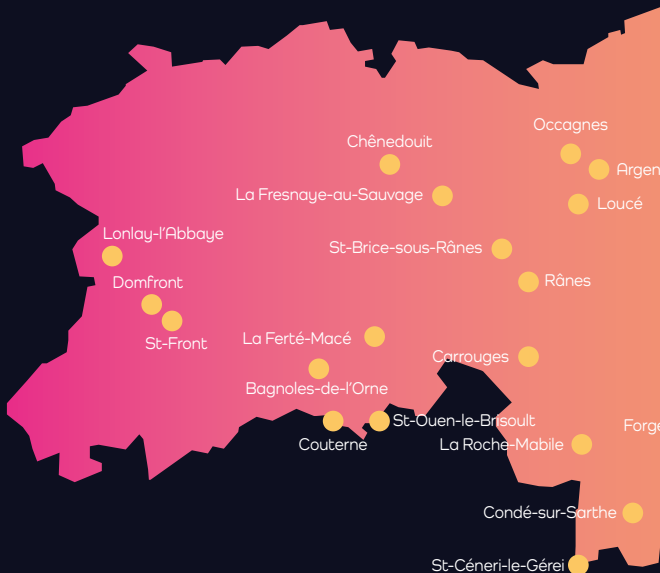 Occagnes
Chênedouit
Argen
La Fresnaye-au-Sauvage
Loucé
Lonlay-l'Abbaye
St-Brice-sous-Rânes
Domfront
Rânes
La Ferté-Macé
St-Front
Carrouges
Bagnoles-de-l'Orne
St-Ouen-le-Brisoult
Forge
Couterne
La Roche-Mabile
Condé-sur-Sarthe
St-Céneri-le-Gérei